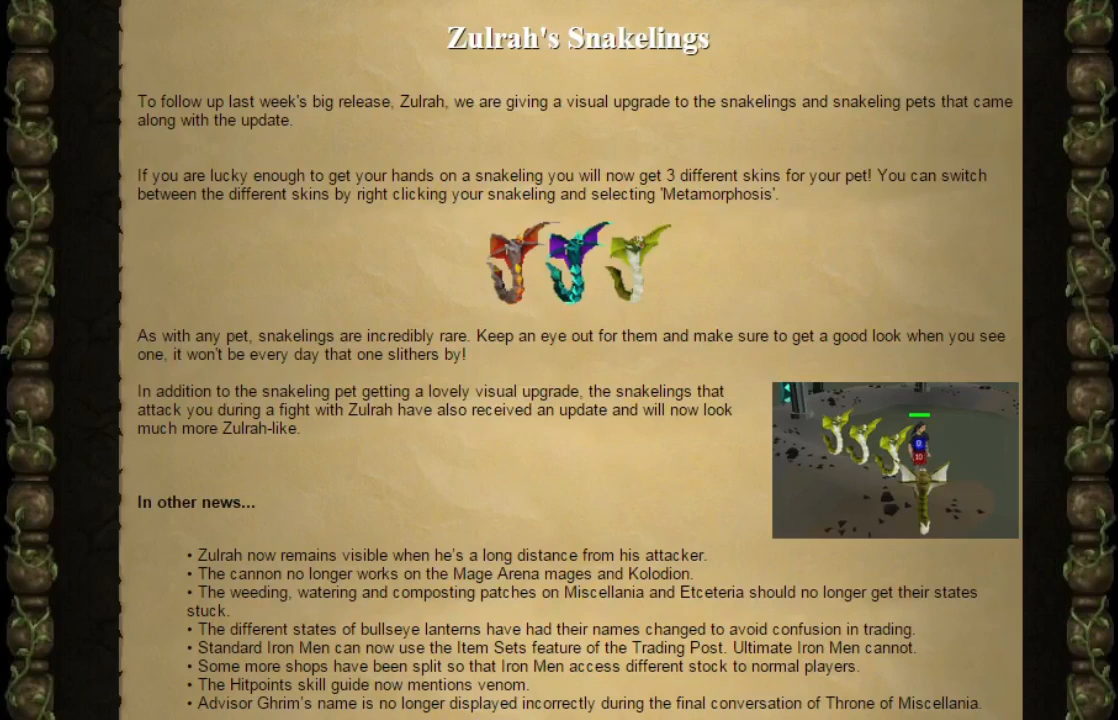 Zulrah's Snakelings
To follow up last week's big release, Zulrah, we are giving a visual upgrade to the snakelings and snakeling pets that came
along with the update.
If you are lucky enough to get your hands on a snakeling you will now get 3 different skins for your pet! You can switch
between the different skins by right clicking your snakeling and selecting 'Metamorphosis'.
As with any pet, snakelings are incredibly rare. Keep an eye out for them and make sure to get a good look when you see
one, it won't be every day that one slithers by!
In addition to the snakeling pet getting a lovely visual upgrade, the snakelings that
attack you during a fight with Zulrah have also received an update and will now look
much more Zulrah-like.
In other news...
• Zulrah now remains visible when he's a long distance from his attacker.
• The cannon no longer works on the Mage Arena mages and Kolodion.
• The weeding, watering and composting patches on Miscellania and Etceteria should no longer get their states
stuck.
• The different states of bullseye lanterns have had their names changed to avoid confusion in trading.
• Standard Iron Men can now use the Item Sets feature of the Trading Post. Ultimate Iron Men cannot.
• Some more shops have been split so that Iron Men access different stock to normal players.
• The Hitpoints skill guide now mentions venom.
• Advisor Ghrim's name is no longer displayed incorrectly during the final conversation of Throne of Miscellania.